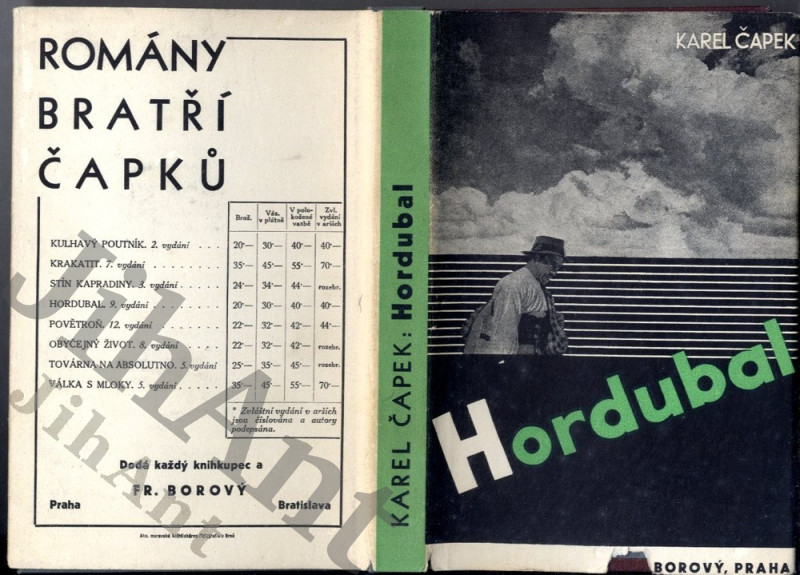 ROMÁNY
BRATŘÍ
ČAPKŮ
Brož. Váz. v plátně V polo-kožené vazbě Zvl. vydání v arších
KULHAVÝ POUTNÍK. 2. vydání . . . 20·— 30·— 40·— 40·—
KRAKATIT. 7. vydání . . . . . . . . . 35·— 45·— 55·— 70·—
STÍN KAPRADINY. 3. vydání . . . . 24·— 34·— 44·— rozebr.
HORDUBAL. 9. vydání . . . . . . . . 20·— 30·— 40·— 40·—
POVĚTROŇ. 12. vydání . . . . . . . 22·— 32·— 42·— 44·—
OBYČEJNÝ ŽIVOT. 8. vydání . . . . 22·— 32·— 42·— rozebr.
TOVÁRNA NA ABSOLUTNO. 5. vydání 25·— 35·— 45·— rozebr.
VÁLKA S MLOKY. 5. vydání . . . . . 35·— 45·— 55·— 70·—
* Zvláštní vydání v arších
jsou číslována a autory
podepsána.
Dodá každý knihkupec a
FR. BOROVÝ
Praha Bratislava
JihAnt
JihAnt
KAREL ČAPEK: Hordubal
KAREL ČAPEK
Hordubal
BOROVÝ, PRAHA